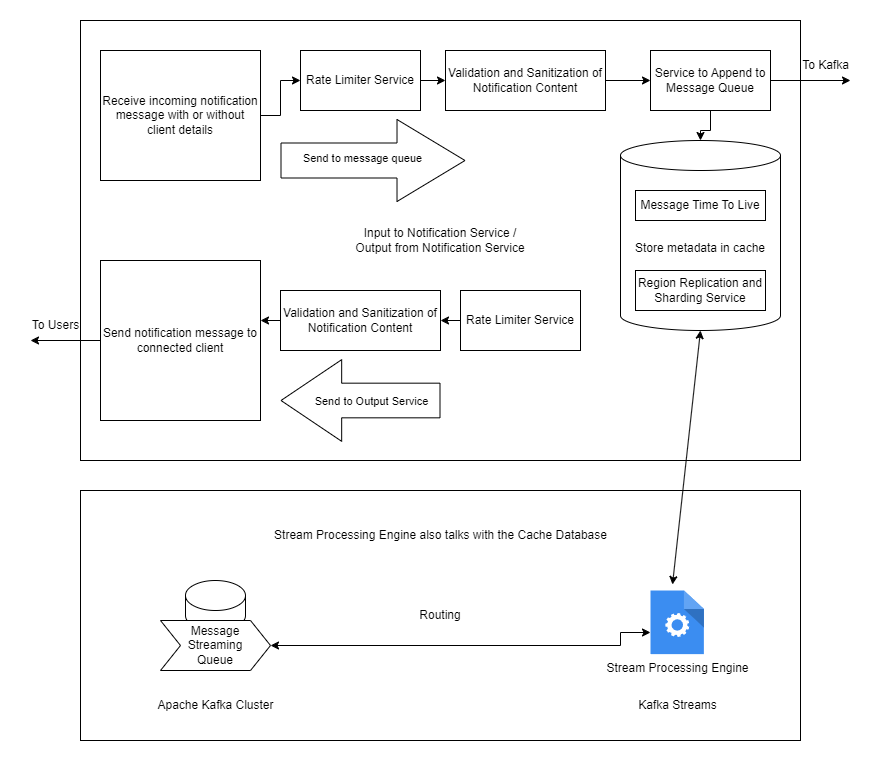 To Kafka
Receive incoming notification
message with or without
client details
Rate Limiter Service
Validation and Sanitization of
Notification Content
Service to Append to
Message Queue
Send to message queue
Message Time To Live
Store metadata in cache
Region Replication and
Sharding Service
Input to Notification Service /
Output from Notification Service
To Users
Send notification message to
connected client
Validation and Sanitization of
Notification Content
Rate Limiter Service
Send to Output Service
Stream Processing Engine also talks with the Cache Database
Message
Streaming
Queue
Routing
Stream Processing Engine
Apache Kafka Cluster
Kafka Streams